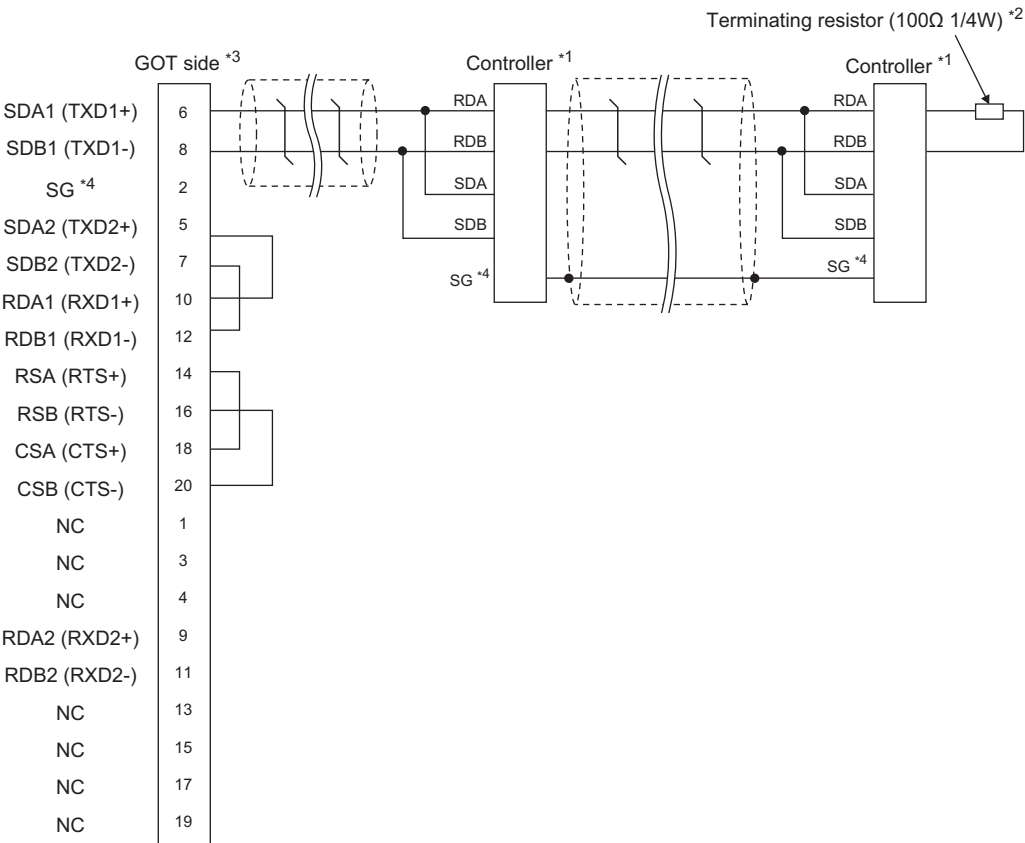 Terminating resistor (100Ω 1/4W) *2
GOT side *3
Controller *1
Controller *1
SDA1 (TXD1+) 6
SDB1 (TXD1-) 8
SG *4 2
SDA2 (TXD2+) 5
SDB2 (TXD2-) 7
RDA1 (RXD1+) 10
RDB1 (RXD1-) 12
RSA (RTS+) 14
RSB (RTS-) 16
CSA (CTS+) 18
CSB (CTS-) 20
NC 1
NC 3
NC 4
RDA2 (RXD2+) 9
RDB2 (RXD2-) 11
NC 13
NC 15
NC 17
NC 19
RDA
RDB
SDA
SDB
SG *4
RDA
RDB
SDA
SDB
SG *4